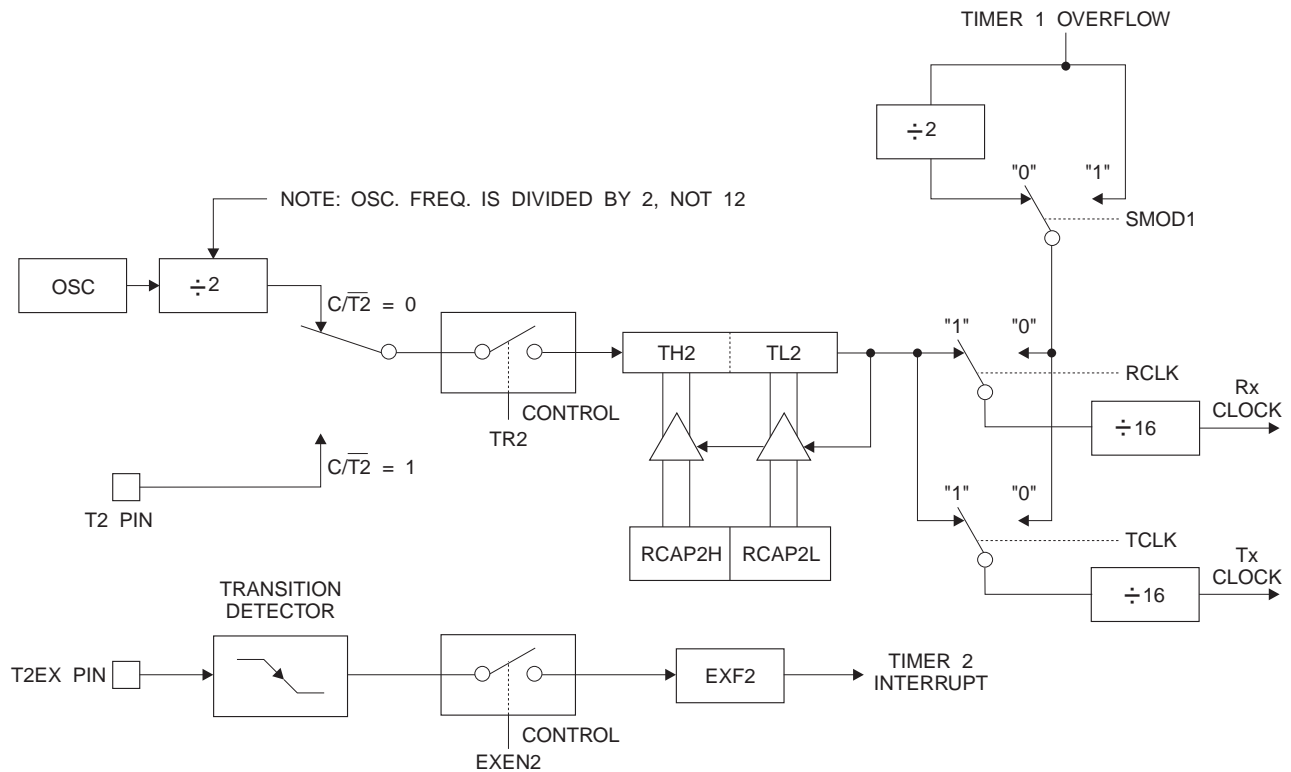 TIMER 1 OVERFLOW
÷2
"0" "1"
NOTE: OSC. FREQ. IS DIVIDED BY 2, NOT 12
SMOD1
OSC
÷2
C/T2̅ = 0
"1" "0"
TH2 TL2
RCLK
Rx
CLOCK
CONTROL
TR2
÷16
C/T2̅ = 1
T2 PIN
"1" "0"
RCAP2H RCAP2L
TCLK
Tx
CLOCK
÷16
TRANSITION
DETECTOR
T2EX PIN
EXF2
TIMER 2
INTERRUPT
CONTROL
EXEN2